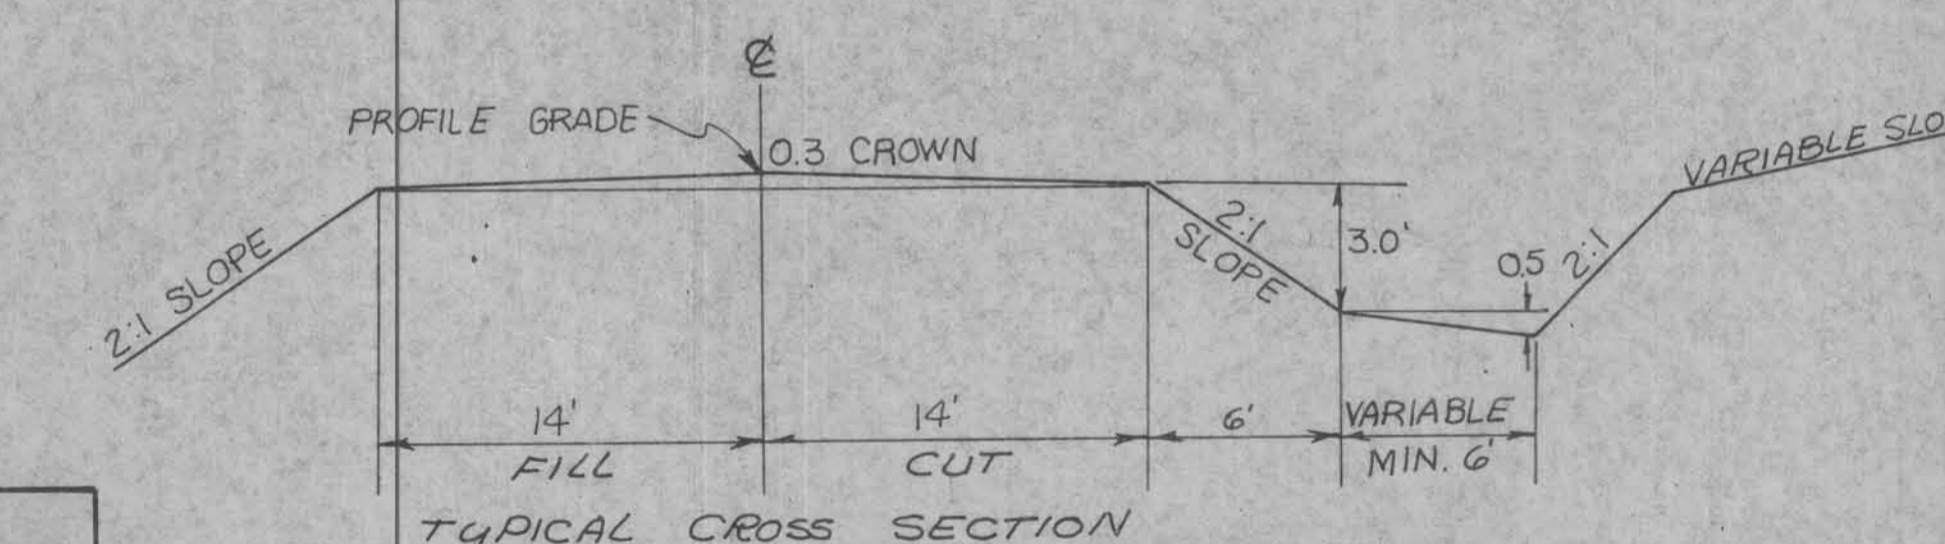 ℄
PROFILE GRADE
0.3 CROWN
2:1 SLOPE
2:1
SLOPE
3.0'
0.5
2:1
VARIABLE SLO
14'
FILL
14'
CUT
6'
VARIABLE
MIN. 6'
TYPICAL CROSS SECTION